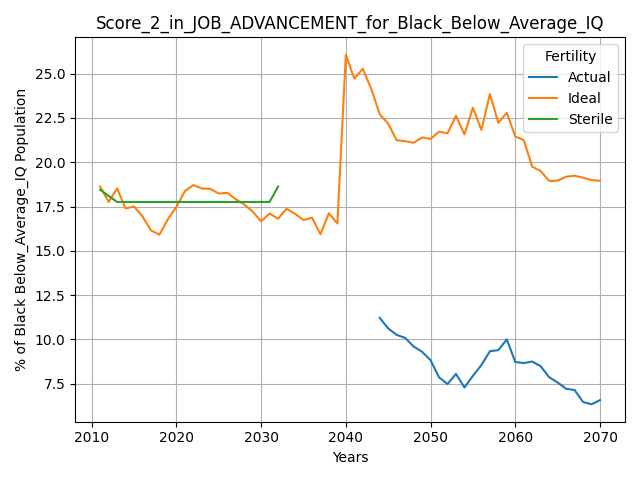 Score_2_in_JOB_ADVANCEMENT_for_Black_Below_Average_IQ
% of Black Below_Average_IQ Population
25.0
22.5
20.0
17.5
15.0
12.5
10.0
7.5
Fertility
Actual
Ideal
Sterile
2010 2020 2030 2040 2050 2060 2070
Years